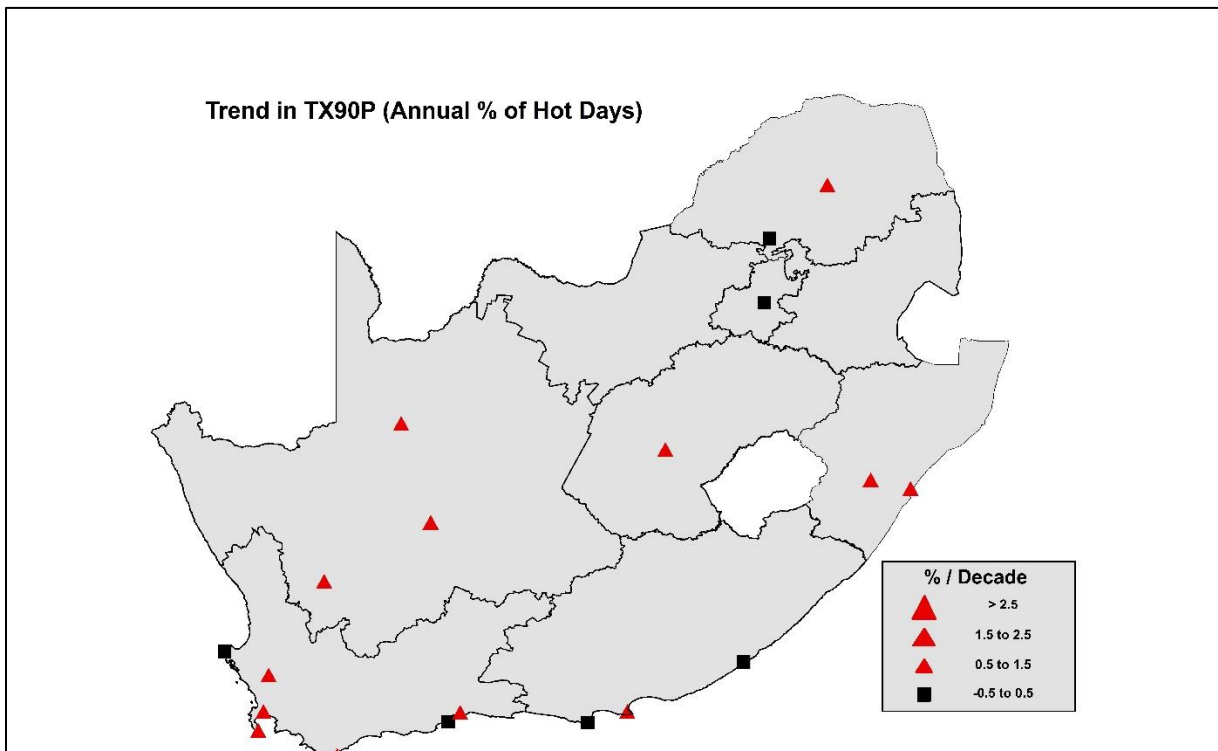 Trend in TX90P (Annual % of Hot Days)
% / Decade
> 2.5
1.5 to 2.5
0.5 to 1.5
-0.5 to 0.5